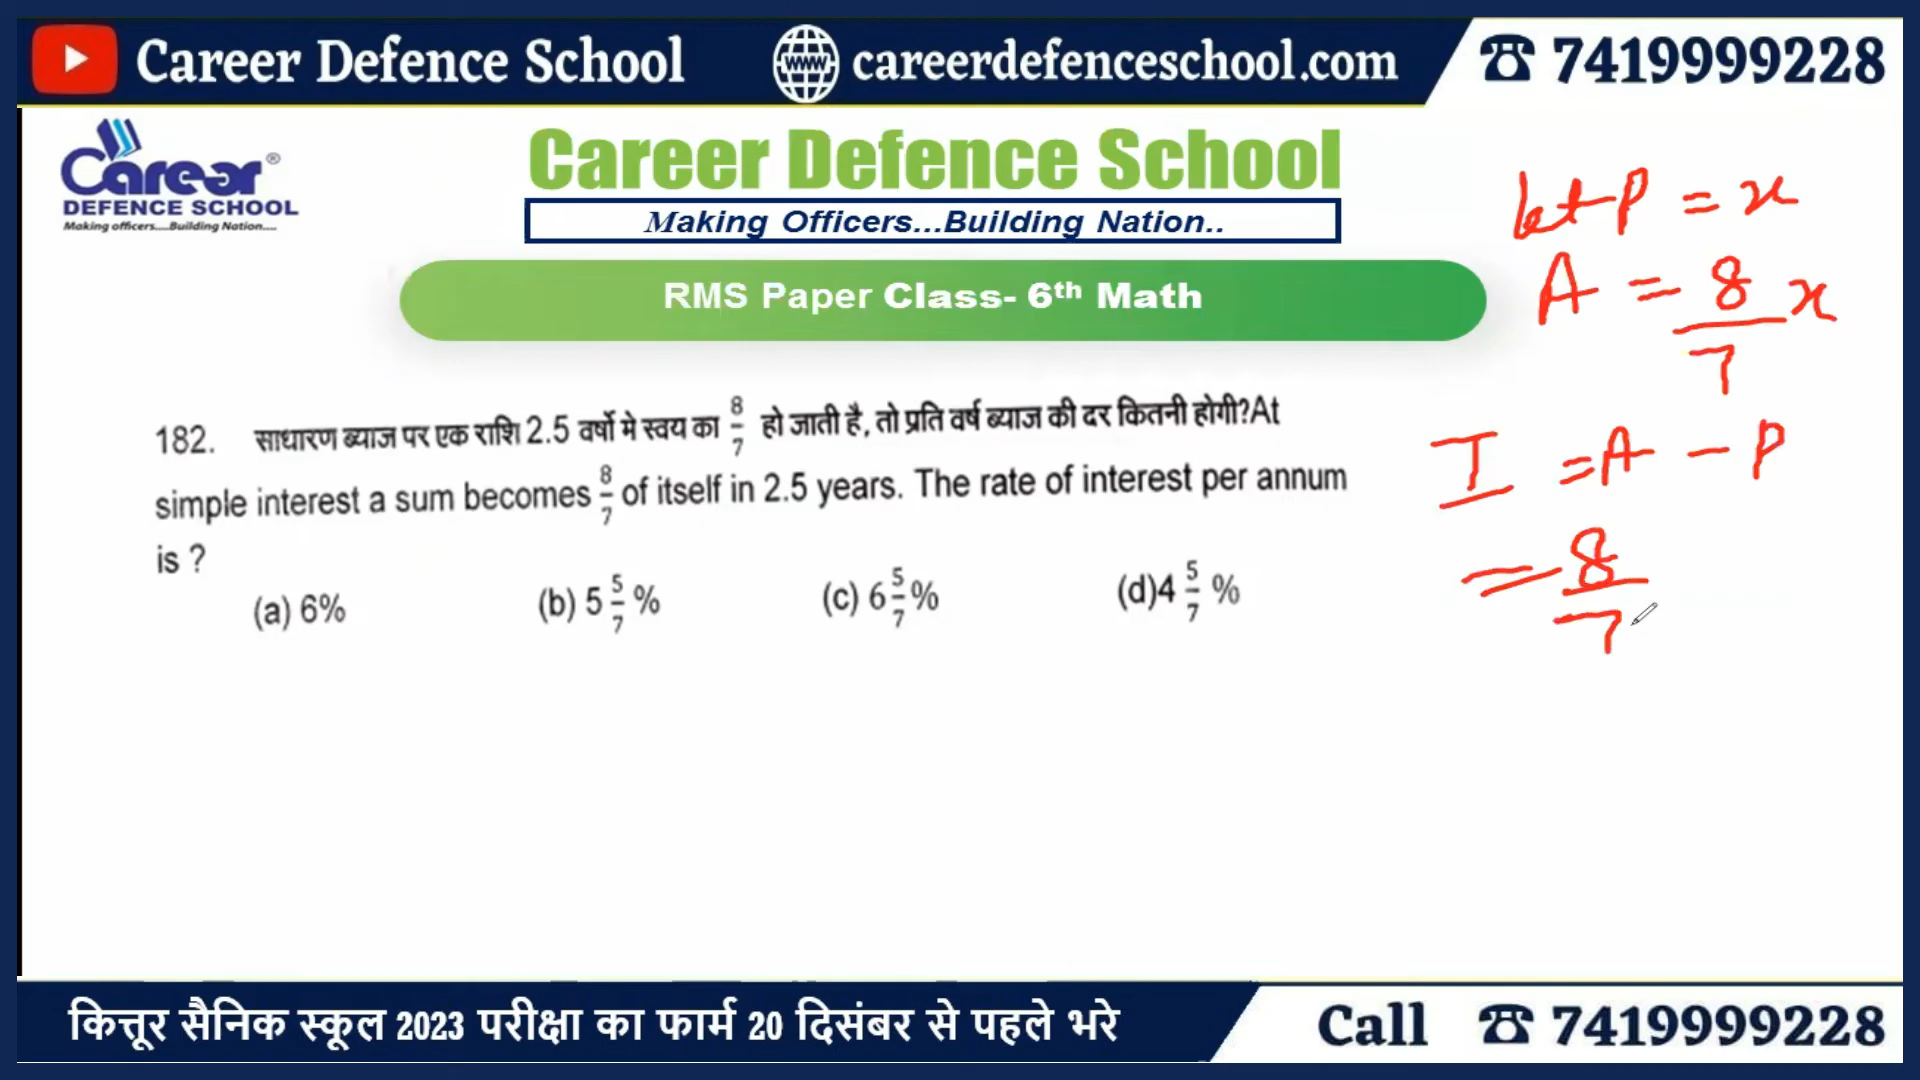 Career Defence School
www
careerdefenceschool.com
7419999228
Carear®
DEFENCE SCHOOL
Making officers....Building Nation....
Career Defence School
Making Officers...Building Nation..
RMS Paper Class- 6th Math
182. साधारण ब्याज पर एक राशि 2.5 वर्षो मे स्वय का 8/7 हो जाती है, तो प्रति वर्ष ब्याज की दर कितनी होगी?At
simple interest a sum becomes 8/7 of itself in 2.5 years. The rate of interest per annum
is ?
(a) 6% (b) 5 5/7 % (c) 6 5/7 % (d)4 5/7 %
let P = x
A = 8/7 x
I = A - P
= 8/7
कित्तूर सैनिक स्कूल 2023 परीक्षा का फार्म 20 दिसंबर से पहले भरे
Call 7419999228